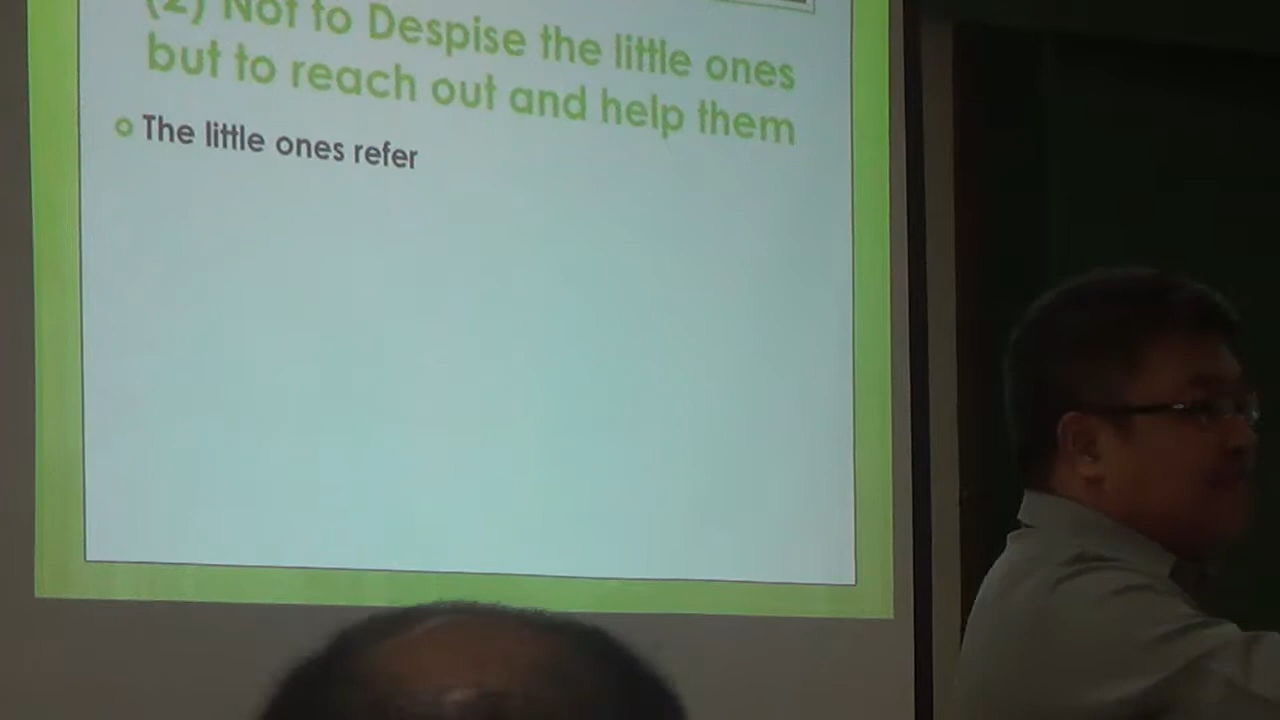 (2) Not to Despise the little ones
but to reach out and help them
The little ones refer